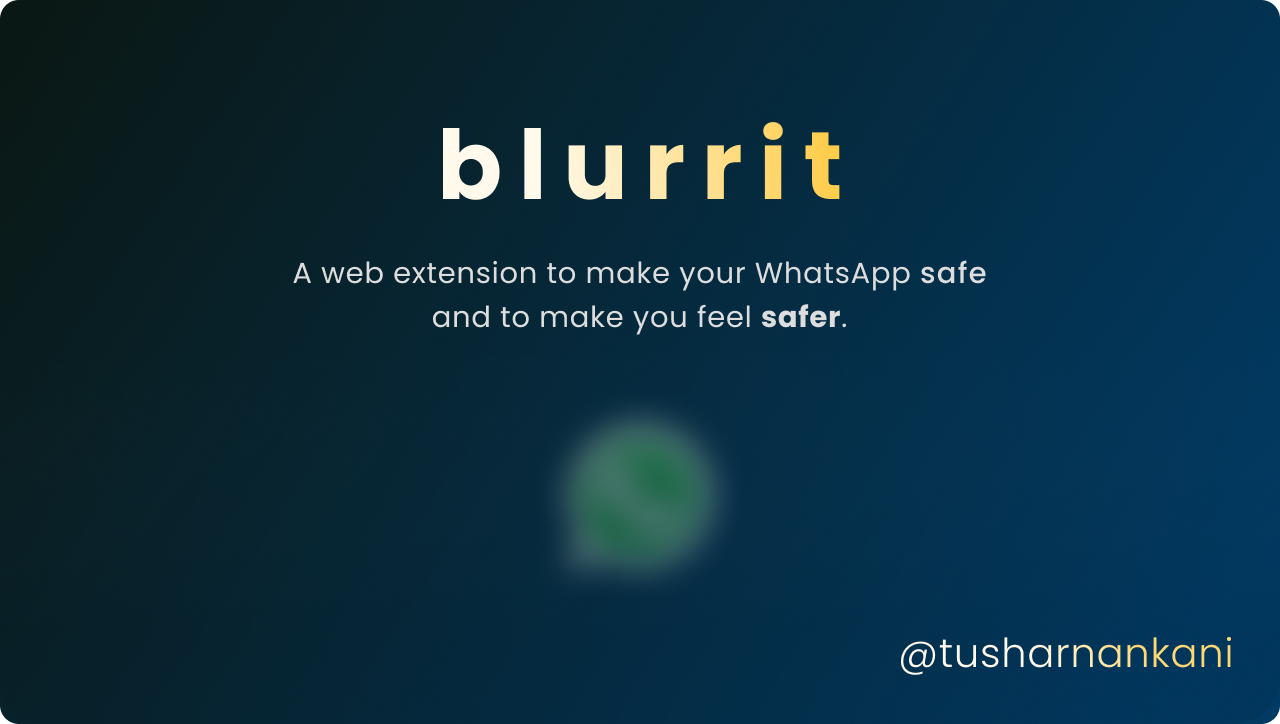 blurrit
A web extension to make your WhatsApp safe
and to make you feel safer.
@tusharnankani